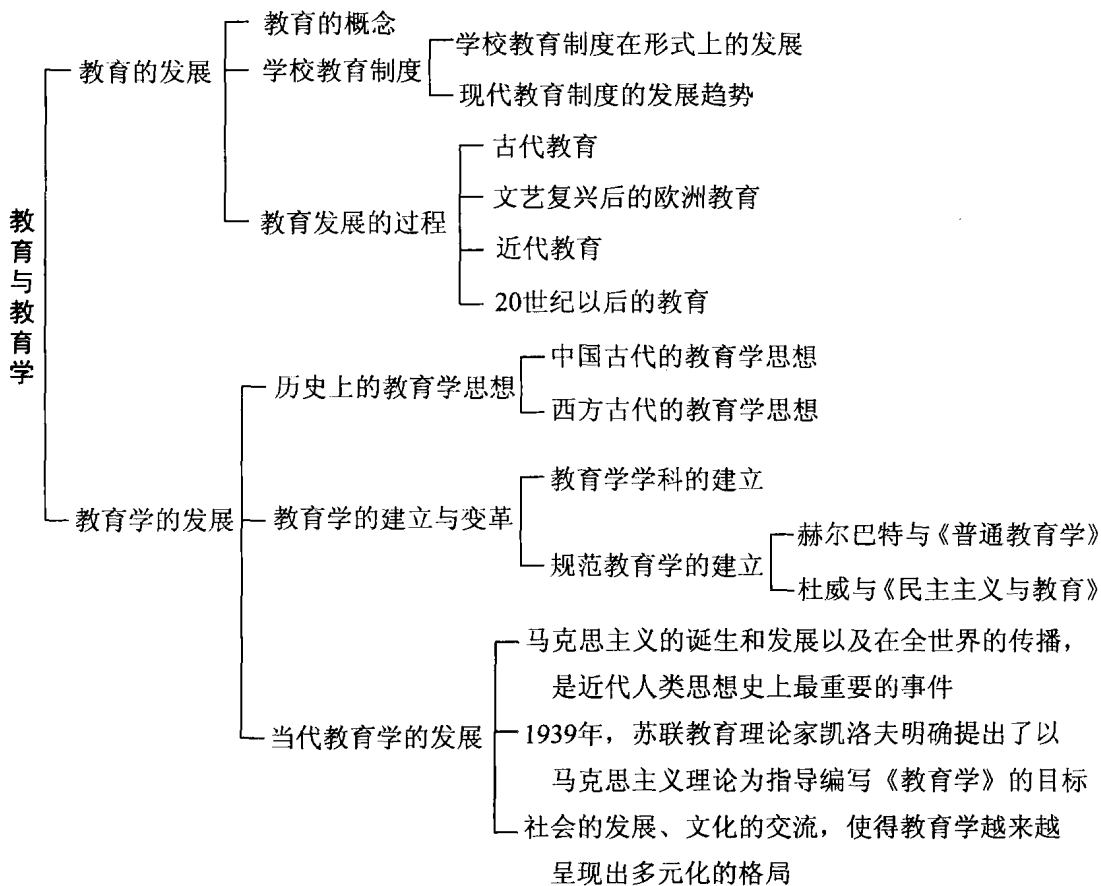 教育与教育学
教育的发展
教育的概念
学校教育制度
学校教育制度在形式上的发展
现代教育制度的发展趋势
教育发展的过程
古代教育
文艺复兴后的欧洲教育
近代教育
20世纪以后的教育
教育学的发展
历史上的教育学思想
中国古代的教育学思想
西方古代的教育学思想
教育学的建立与变革
教育学学科的建立
规范教育学的建立
赫尔巴特与《普通教育学》
杜威与《民主主义与教育》
当代教育学的发展
马克思主义的诞生和发展以及在全世界的传播，
是近代人类思想史上最重要的事件
1939年，苏联教育理论家凯洛夫明确提出了以
马克思主义理论为指导编写《教育学》的目标
社会的发展、文化的交流，使得教育学越来越
呈现出多元化的格局